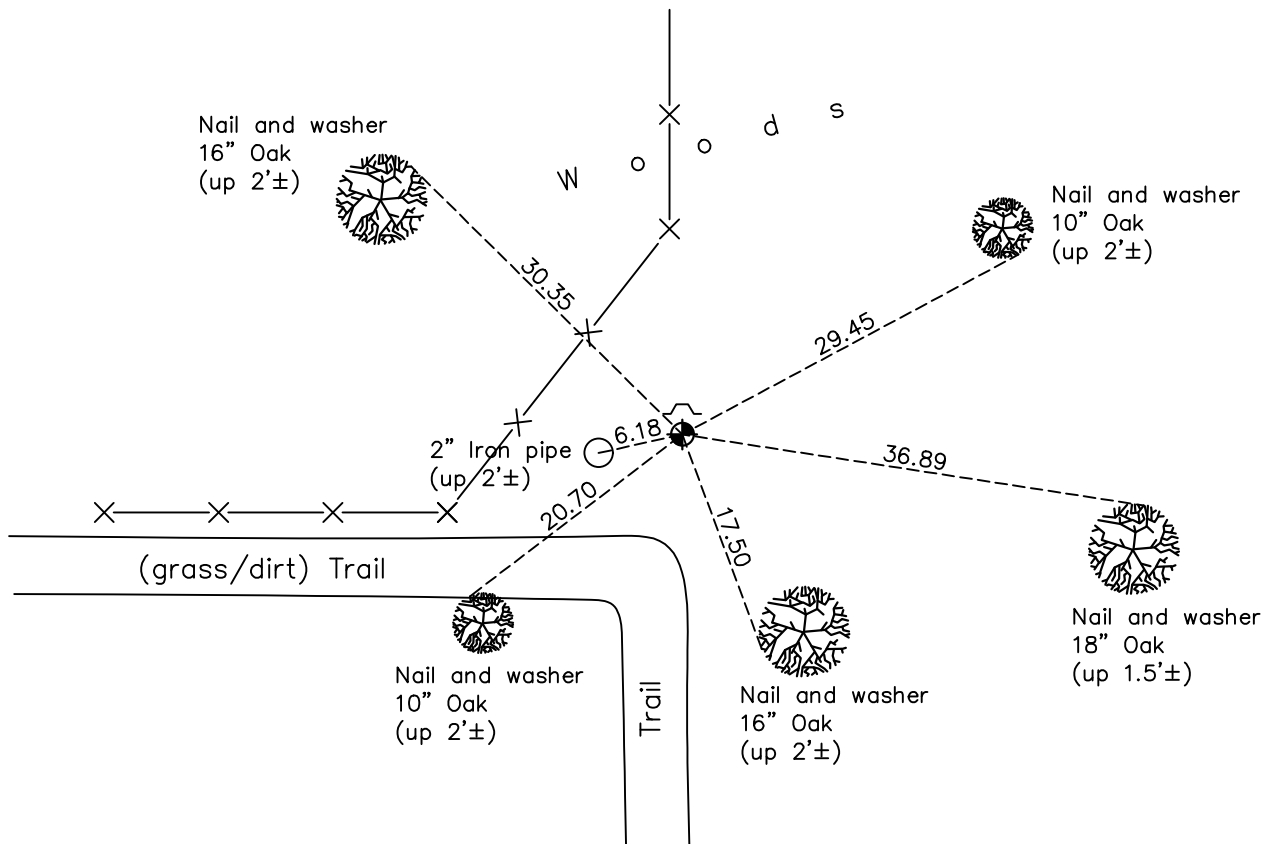 W o o d s
Nail and washer
16” Oak
(up 2'±)
Nail and washer
10” Oak
(up 2'±)
30.35
29.45
6.18
2” Iron pipe
(up 2'±)
36.89
20.70
17.50
(grass/dirt) Trail
Nail and washer
18” Oak
(up 1.5'±)
Nail and washer
10” Oak
(up 2'±)
Trail
Nail and washer
16” Oak
(up 2'±)